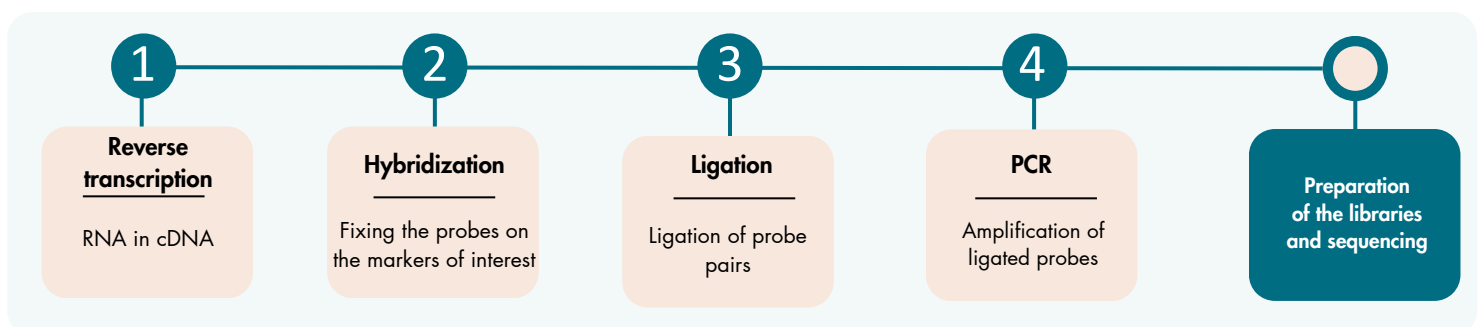 1
2
3
4
Reverse
transcription
RNA in cDNA
Hybridization
Fixing the probes on
the markers of interest
Ligation
Ligation of probe
pairs
PCR
Amplification of
ligated probes
Preparation
of the libraries
and sequencing